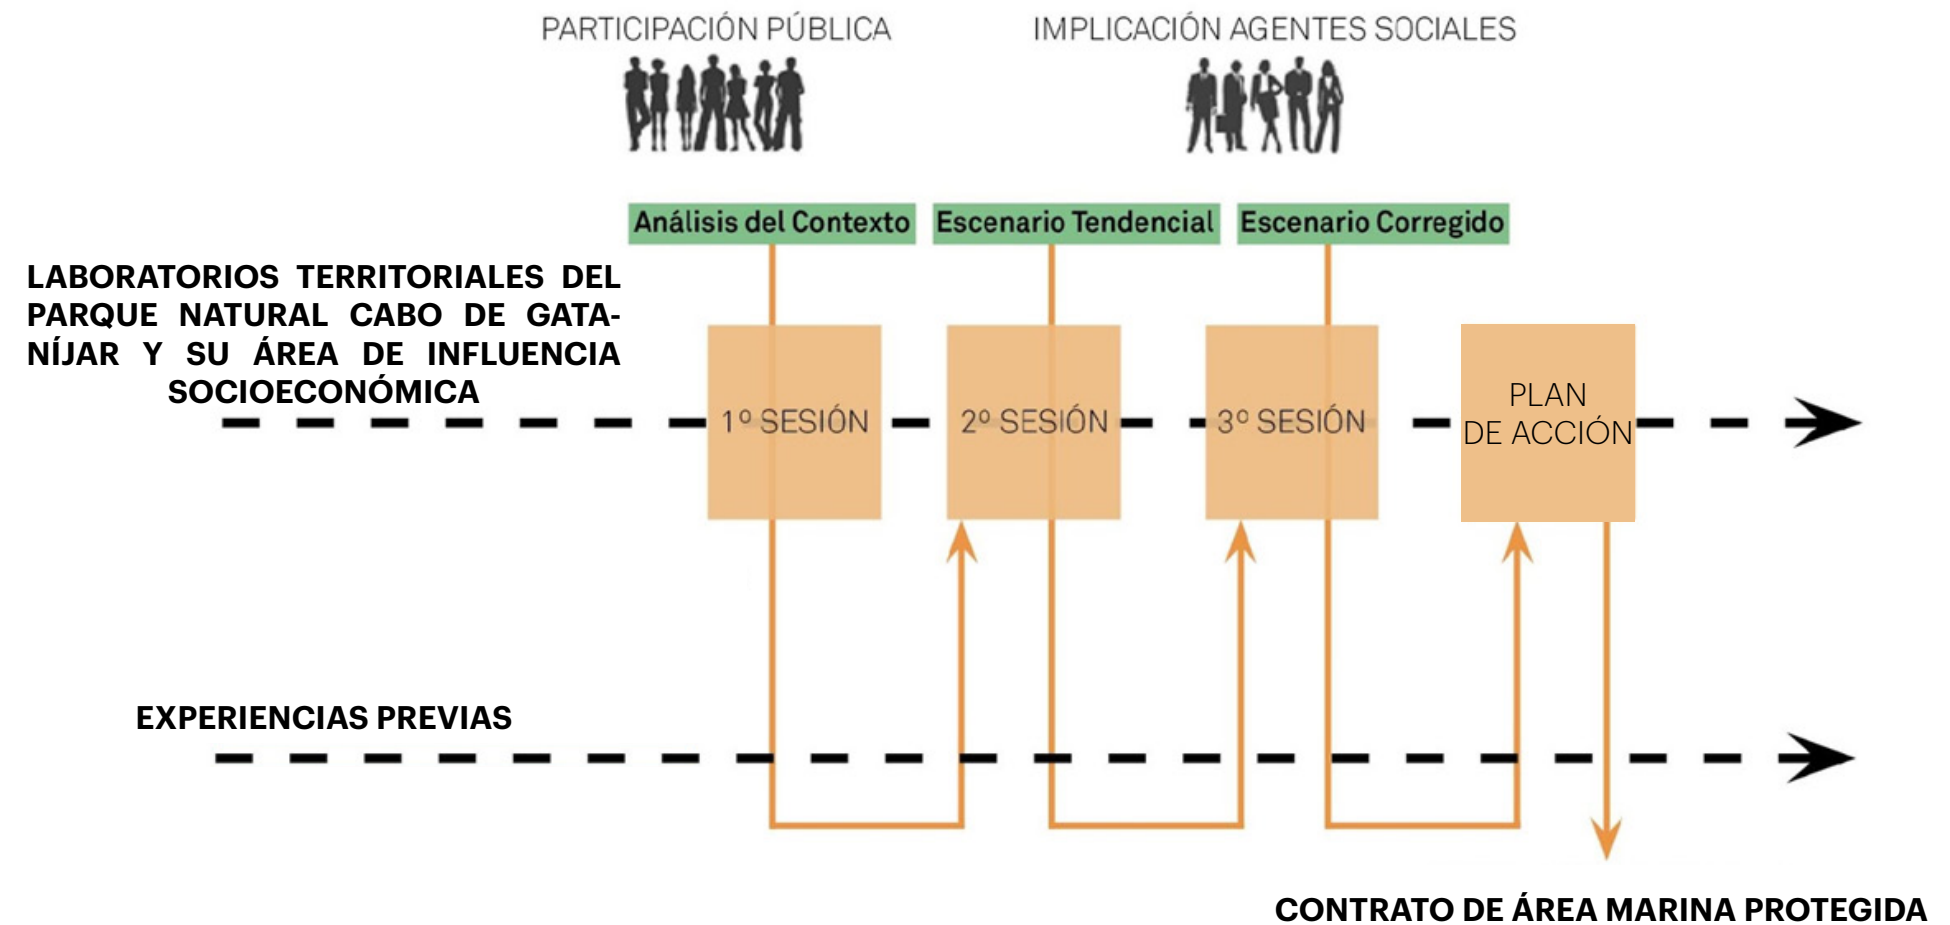 PARTICIPACIÓN PÚBLICA
IMPLICACIÓN AGENTES SOCIALES
Análisis del Contexto
Escenario Tendencial
Escenario Corregido
LABORATORIOS TERRITORIALES DEL
PARQUE NATURAL CABO DE GATA-
NÍJAR Y SU ÁREA DE INFLUENCIA
SOCIOECONÓMICA
1º SESIÓN
2º SESIÓN
3º SESIÓN
PLAN
DE ACCIÓN
EXPERIENCIAS PREVIAS
CONTRATO DE ÁREA MARINA PROTEGIDA